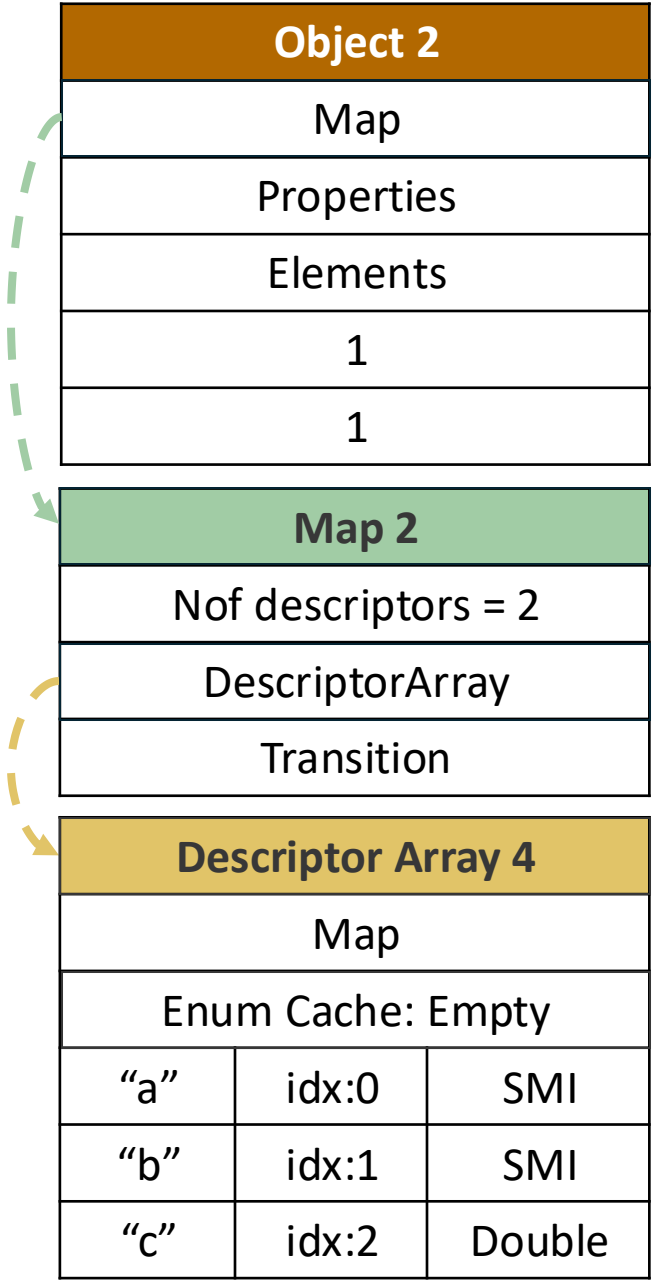 Object 2
Map
Properties
Elements
1
1
Map 2
Nof descriptors = 2
DescriptorArray
Transition
Descriptor Array 4
Map
Enum Cache: Empty
“a” idx:0 SMI
“b” idx:1 SMI
“c” idx:2 Double